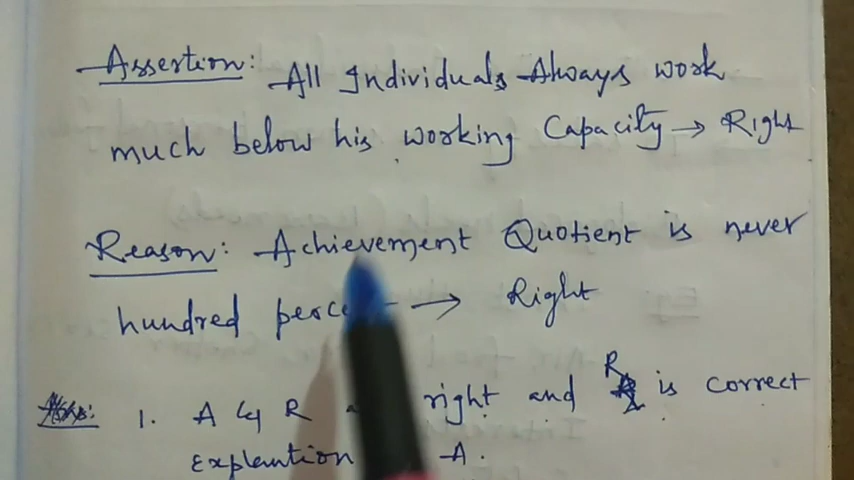 Assertion: All Individuals Always work
much below his working Capacity → Right
Reason: Achievement Quotient is never
hundred → Right
1. A & R right and R is correct
Explantion A.